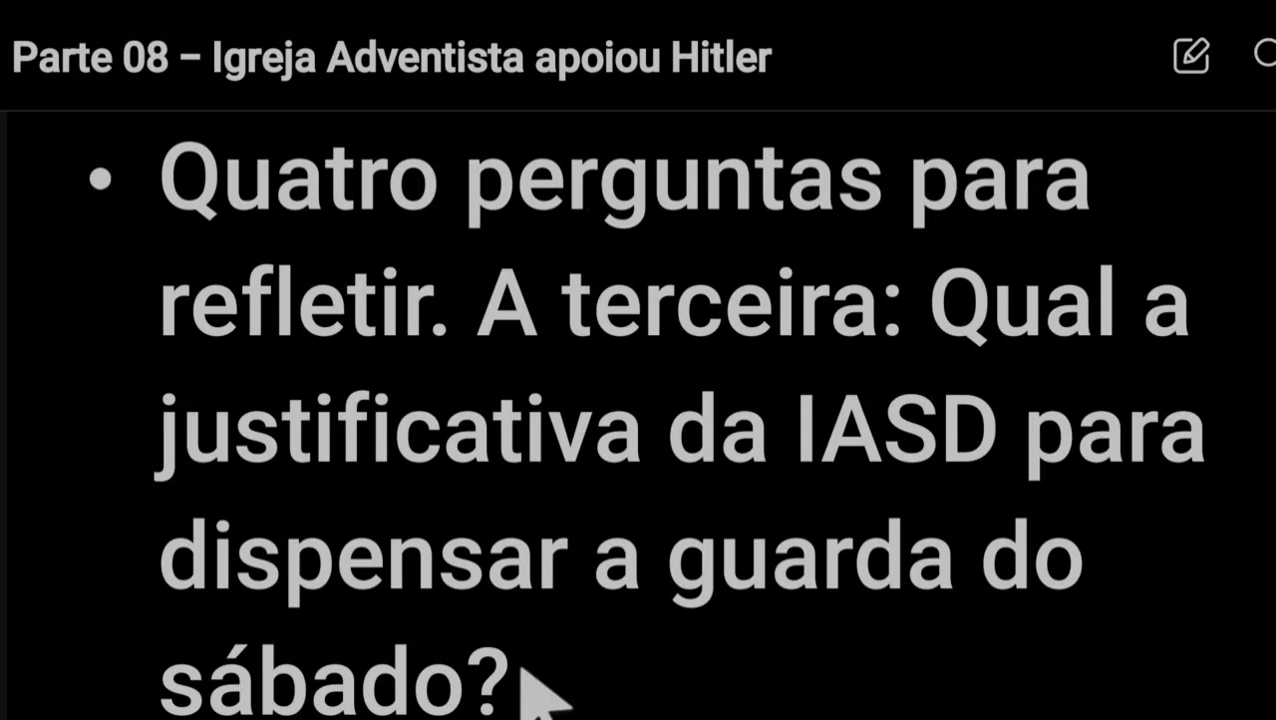 Parte 08 – Igreja Adventista apoiou Hitler
• Quatro perguntas para
refletir. A terceira: Qual a
justificativa da IASD para
dispensar a guarda do
sábado?